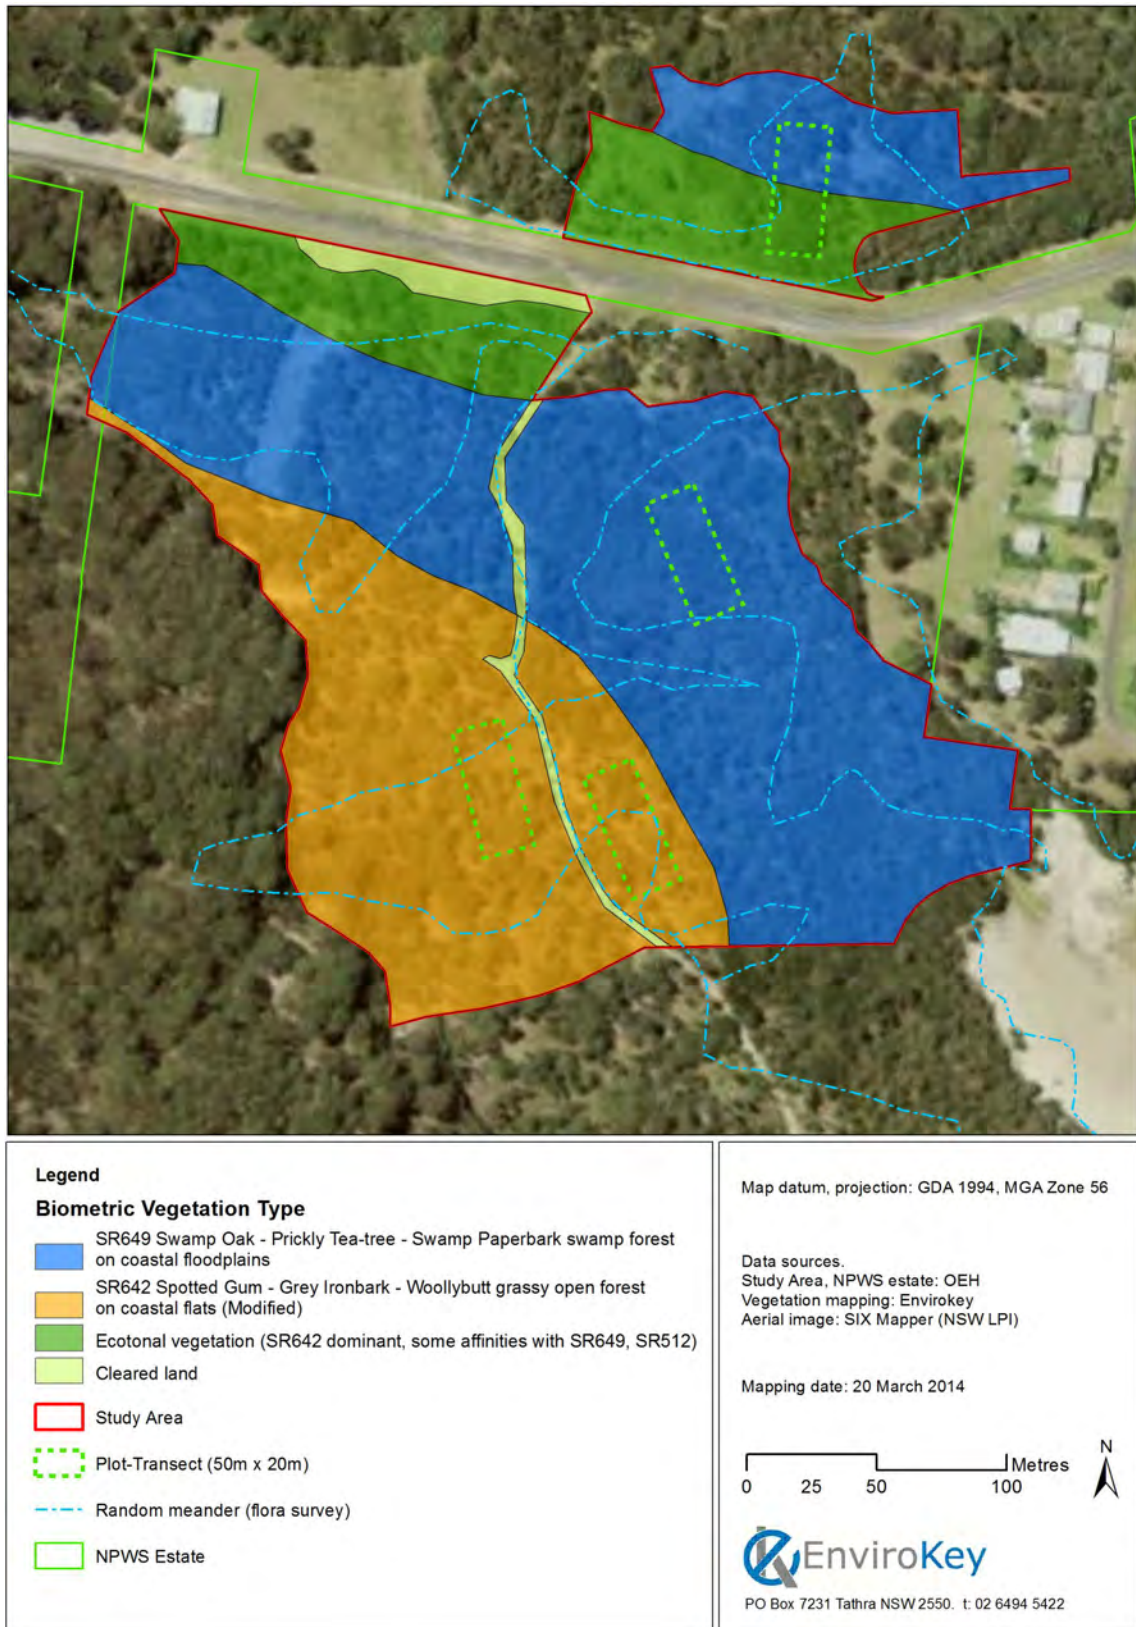 Legend
Biometric Vegetation Type
SR649 Swamp Oak - Prickly Tea-tree - Swamp Paperbark swamp forest
on coastal floodplains
SR642 Spotted Gum - Grey Ironbark - Woollybutt grassy open forest
on coastal flats (Modified)
Ecotonal vegetation (SR642 dominant, some affinities with SR649, SR512)
Cleared land
Study Area
Plot-Transect (50m x 20m)
Random meander (flora survey)
NPWS Estate
Map datum, projection: GDA 1994, MGA Zone 56
Data sources.
Study Area, NPWS estate: OEH
Vegetation mapping: Envirokey
Aerial image: SIX Mapper (NSW LPI)
Mapping date: 20 March 2014
N
Metres
0 25 50 100
EnviroKey
PO Box 7231 Tathra NSW 2550. t: 02 6494 5422